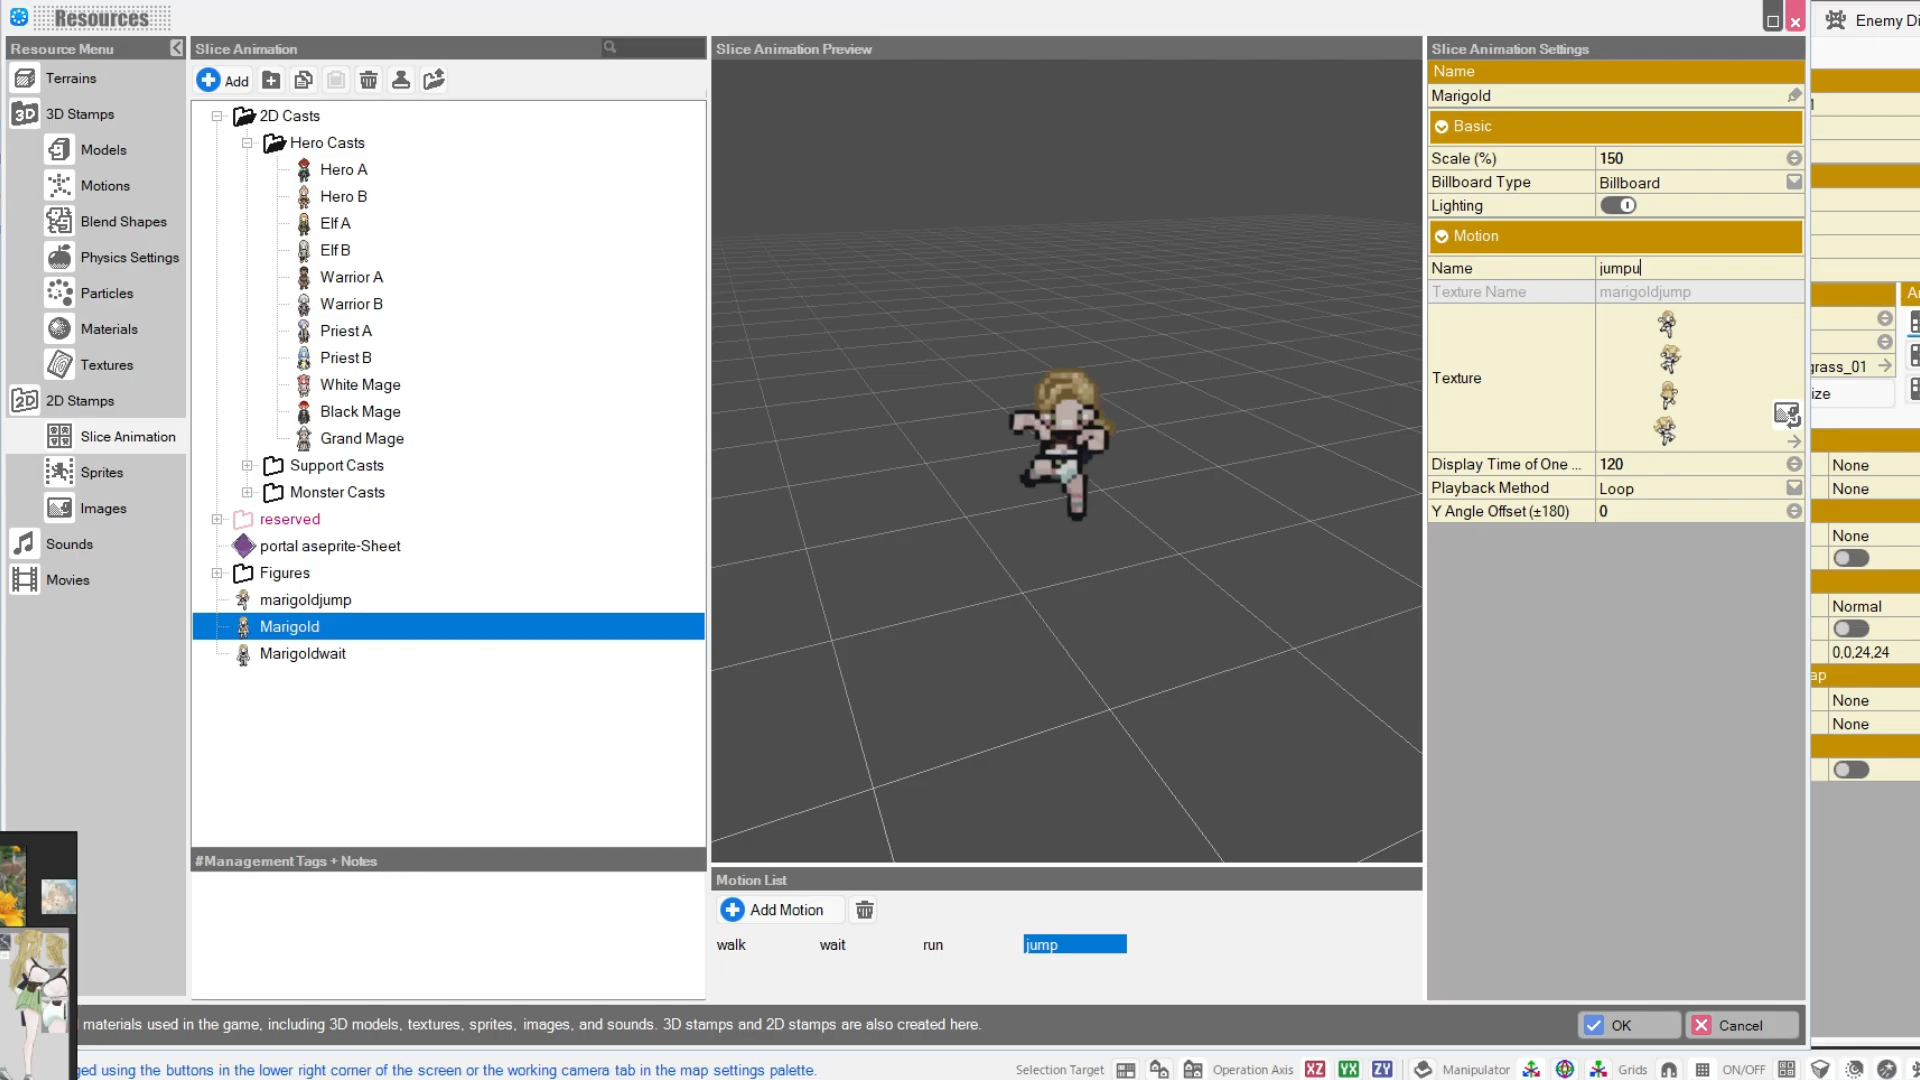 Resources
Enemy Di
Resource Menu
Terrains
3D Stamps
Models
Motions
Blend Shapes
Physics Settings
Particles
Materials
Textures
2D Stamps
Slice Animation
Sprites
Images
Sounds
Movies
Slice Animation
Add
2D Casts
Hero Casts
Hero A
Hero B
Elf A
Elf B
Warrior A
Warrior B
Priest A
Priest B
White Mage
Black Mage
Grand Mage
Support Casts
Monster Casts
reserved
portal aseprite-Sheet
Figures
marigoldjump
Marigold
Marigoldwait
#Management Tags + Notes
Slice Animation Preview
Motion List
Add Motion
walk wait run jump
Slice Animation Settings
Name
Marigold
Basic
Scale (%) 150
Billboard Type Billboard
Lighting
Motion
Name jumpu
Texture Name marigoldjump
Texture
Display Time of One ... 120
Playback Method Loop
Y Angle Offset (±180) 0
grass_01
ize
None
None
None
Normal
0,0,24,24
ap
None
None
materials used in the game, including 3D models, textures, sprites, images, and sounds. 3D stamps and 2D stamps are also created here.
OK Cancel
ged using the buttons in the lower right corner of the screen or the working camera tab in the map settings palette.
Selection Target Operation Axis XZ YX ZY Manipulator Grids ON/OFF